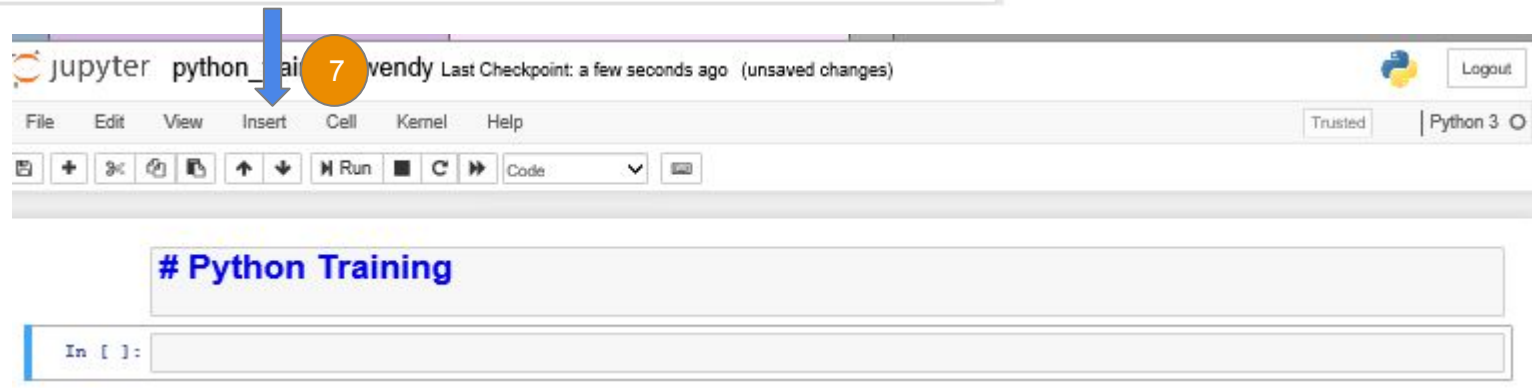 jupyter python_ 7 wendy Last Checkpoint: a few seconds ago (unsaved changes) Logout
File Edit View Insert Cell Kernel Help Trusted Python 3
Run Code
# Python Training
In [ ]: